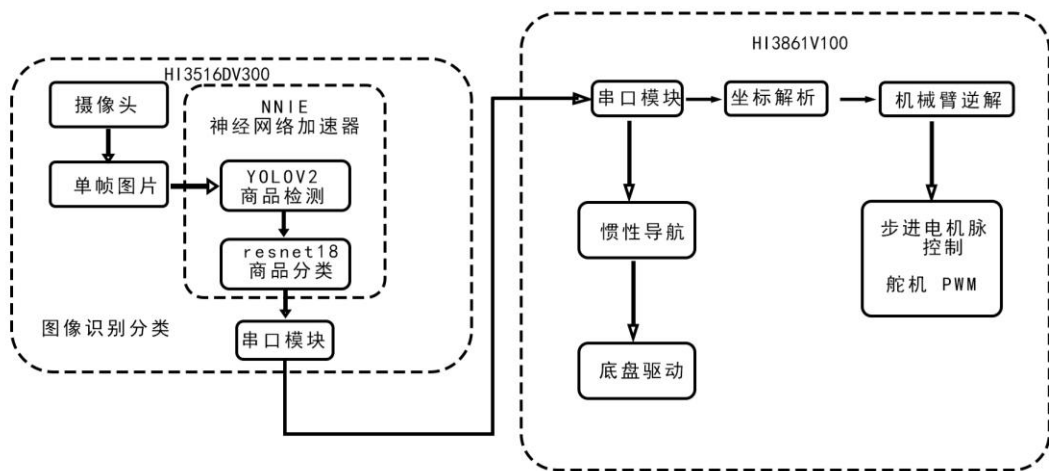 HI3516DV300
摄像头
单帧图片
NNIE
神经网络加速器
YOLOV2
商品检测
resnet18
商品分类
图像识别分类
串口模块
HI3861V100
串口模块
坐标解析
机械臂逆解
惯性导航
步进电机脉
控制
舵机 PWM
底盘驱动